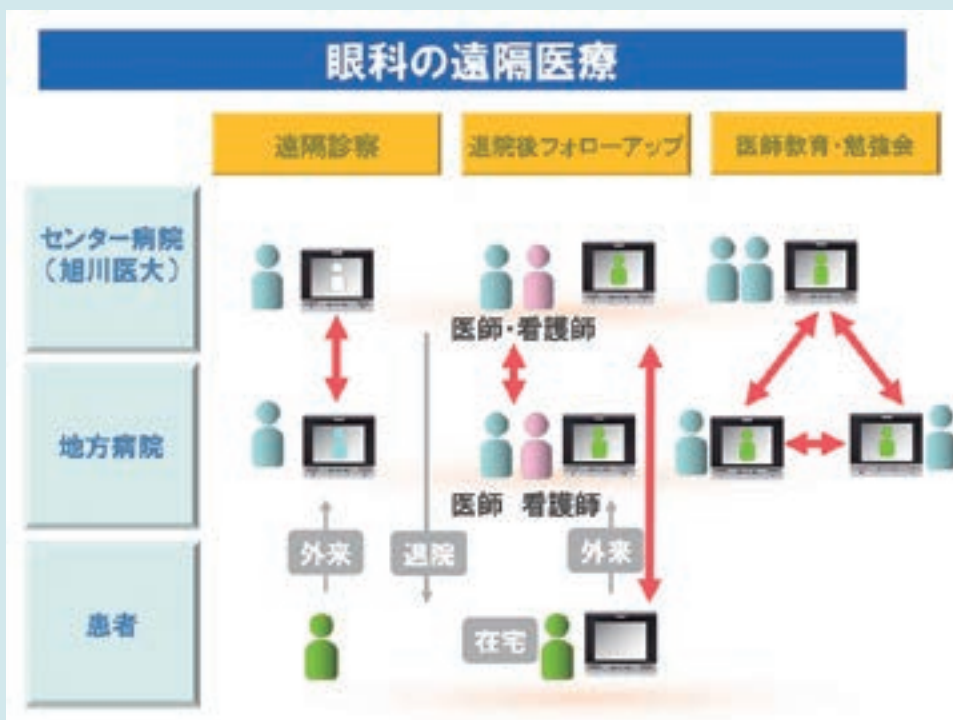 眼科の遠隔医療
遠隔診察
退院後フォローアップ
医師教育・勉強会
センター病院
（旭川医大）
医師・看護師
地方病院
医師 看護師
外来
退院
外来
患者
在宅